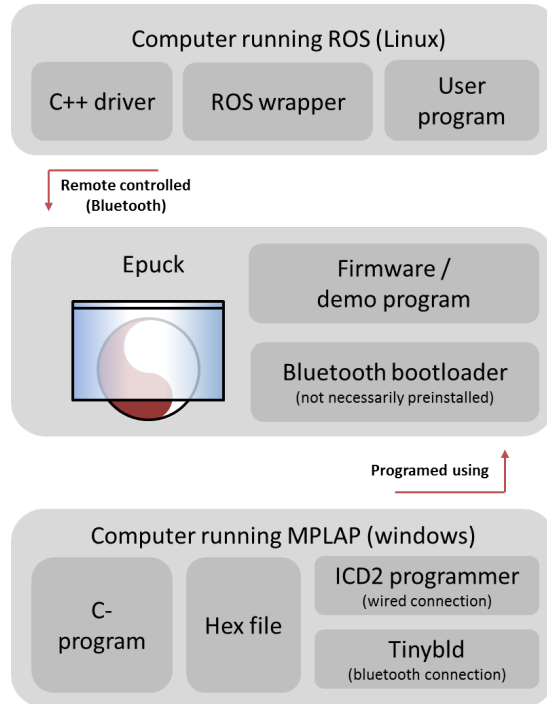 Computer running ROS (Linux)
C++ driver
ROS wrapper
User
program
Remote controlled
(Bluetooth)
Epuck
Firmware /
demo program
Bluetooth bootloader
(not necessarily preinstalled)
Programed using
Computer running MPLAP (windows)
C-
program
Hex file
ICD2 programmer
(wired connection)
Tinybld
(bluetooth connection)